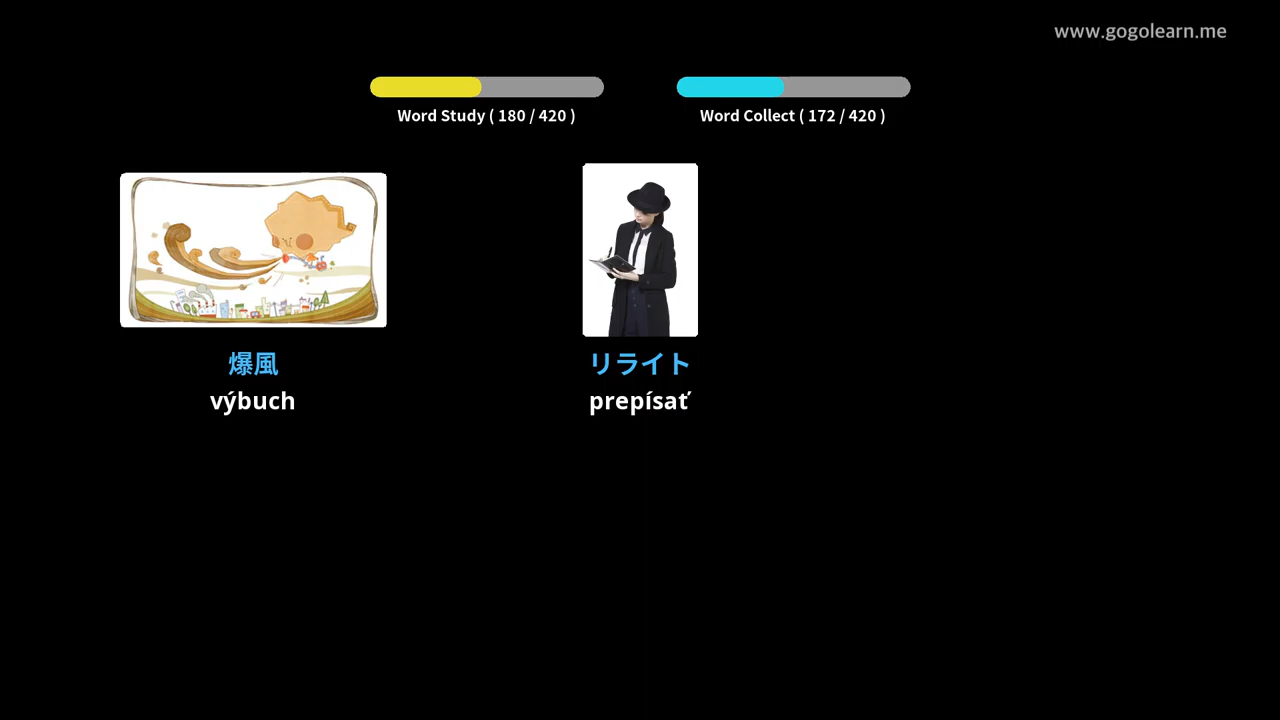 www.gogolearn.me
Word Study ( 180 / 420 )
Word Collect ( 172 / 420 )
爆風
výbuch
リライト
prepísať